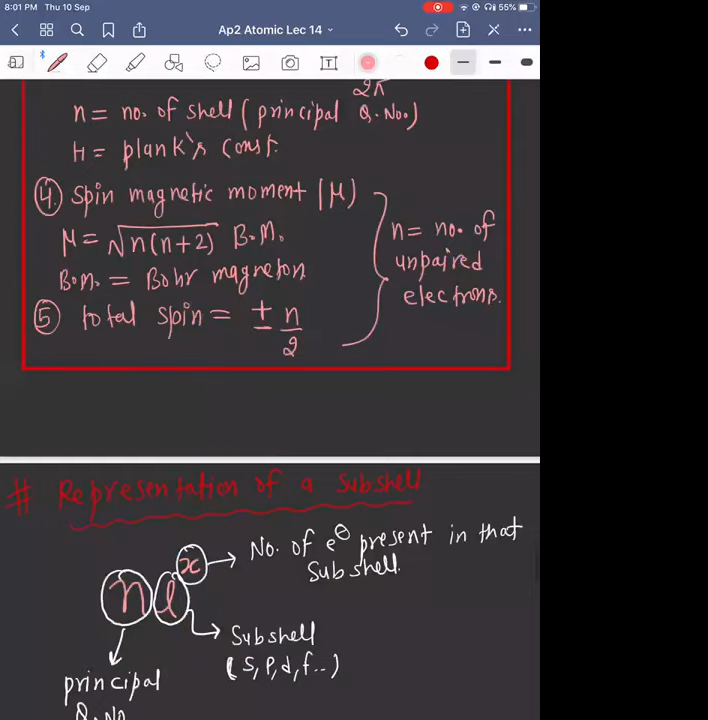 8:01 PM Thu 10 Sep
55%
Ap2 Atomic Lec 14
2π
n = no. of shell (principal Q.No.)
H = plank's const.
④ Spin magnetic moment (μ)
μ = √n(n+2) B.M.
B.M. = Bohr magneton
⑤ total spin = ± n/2
n = no. of
unpaired
electrons.
# Representation of a subshell
n l x
No. of e⊖ present in that
Subshell.
Subshell
(s, p, d, f...)
principal
Q.No.